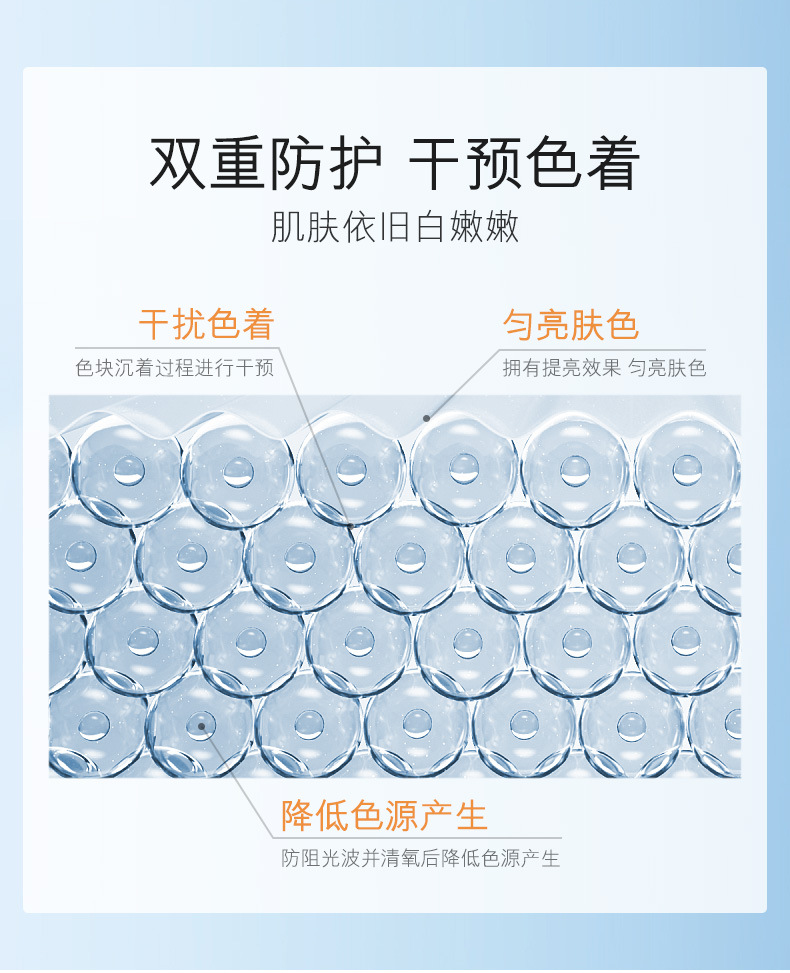 双重防护 干预色着
肌肤依旧白嫩嫩
干扰色着
色块沉着过程进行干预
匀亮肤色
拥有提亮效果 匀亮肤色
降低色源产生
防阻光波并清氧后降低色源产生